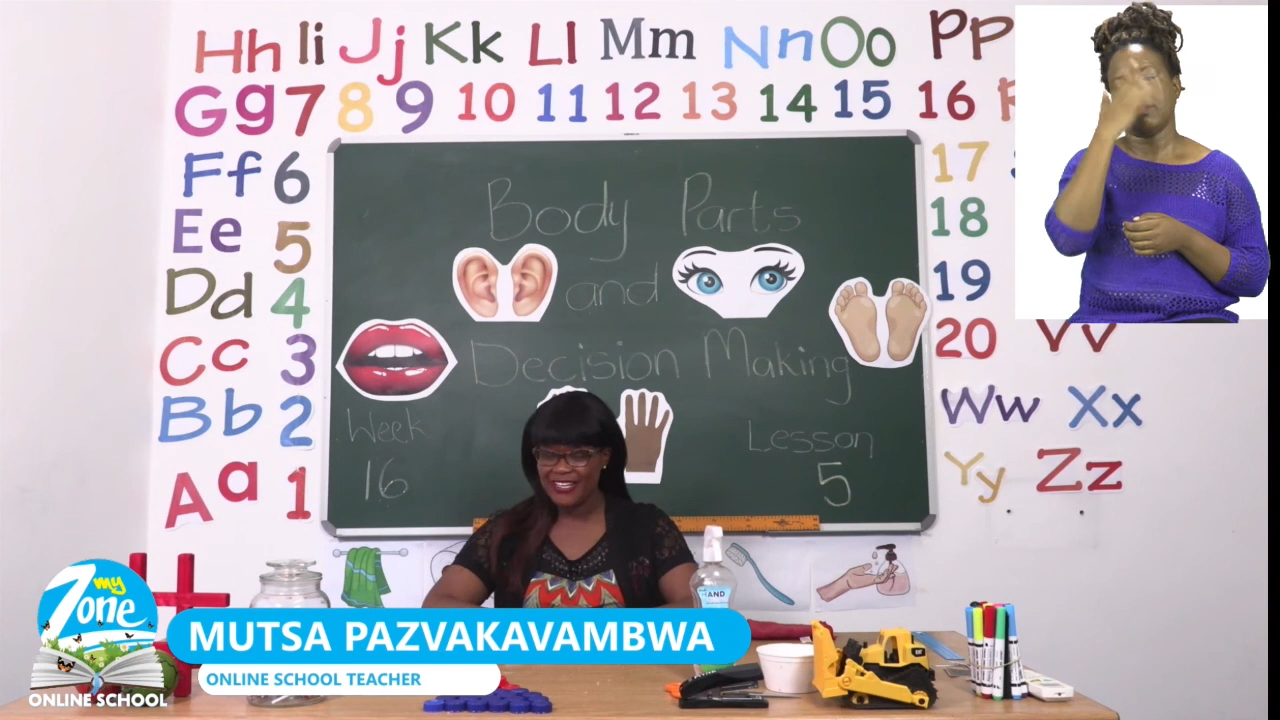 Hh Ii Jj Kk Ll Mm Nn Oo Pp
Gg 7 8 9 10 11 12 13 14 15 16
Ff 6
Ee 5
Dd 4
Cc 3
Bb 2
Aa 1
17
18
19
20 Vv
Ww Xx
Yy Zz
Body Parts
and
Decision Making
Week
16
Lesson
5
HAND
CAT
my
Zone
ONLINE SCHOOL
MUTSA PAZVAKAVAMBWA
ONLINE SCHOOL TEACHER